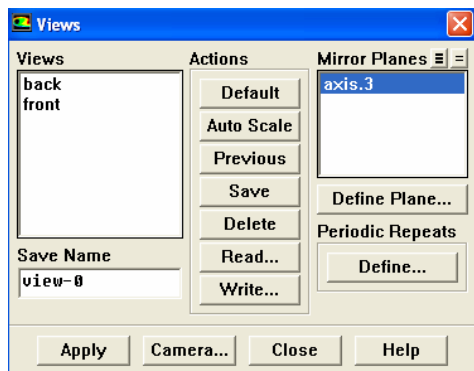 Views
Views
back
front
Save Name
view-0
Actions
Default
Auto Scale
Previous
Save
Delete
Read...
Write...
Mirror Planes
axis.3
Define Plane...
Periodic Repeats
Define...
Apply
Camera...
Close
Help